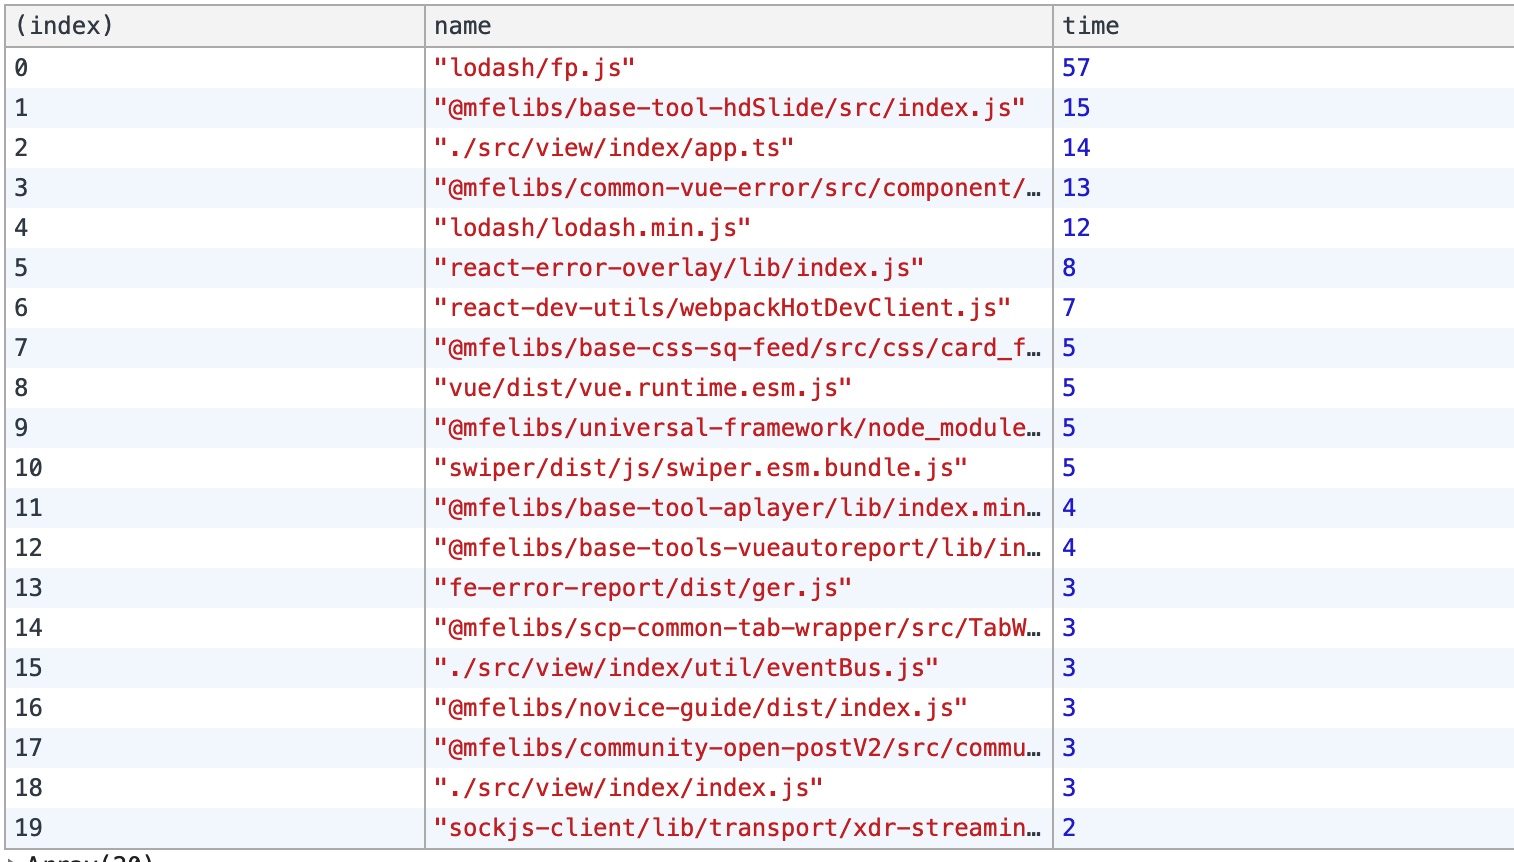 (index) name time
0 "lodash/fp.js" 57
1 "@mfelibs/base-tool-hdSlide/src/index.js" 15
2 "./src/view/index/app.ts" 14
3 "@mfelibs/common-vue-error/src/component/… 13
4 "lodash/lodash.min.js" 12
5 "react-error-overlay/lib/index.js" 8
6 "react-dev-utils/webpackHotDevClient.js" 7
7 "@mfelibs/base-css-sq-feed/src/css/card_f… 5
8 "vue/dist/vue.runtime.esm.js" 5
9 "@mfelibs/universal-framework/node_module… 5
10 "swiper/dist/js/swiper.esm.bundle.js" 5
11 "@mfelibs/base-tool-aplayer/lib/index.min… 4
12 "@mfelibs/base-tools-vueautoreport/lib/in… 4
13 "fe-error-report/dist/ger.js" 3
14 "@mfelibs/scp-common-tab-wrapper/src/TabW… 3
15 "./src/view/index/util/eventBus.js" 3
16 "@mfelibs/novice-guide/dist/index.js" 3
17 "@mfelibs/community-open-postV2/src/commu… 3
18 "./src/view/index/index.js" 3
19 "sockjs-client/lib/transport/xdr-streamin… 2
Array(20)